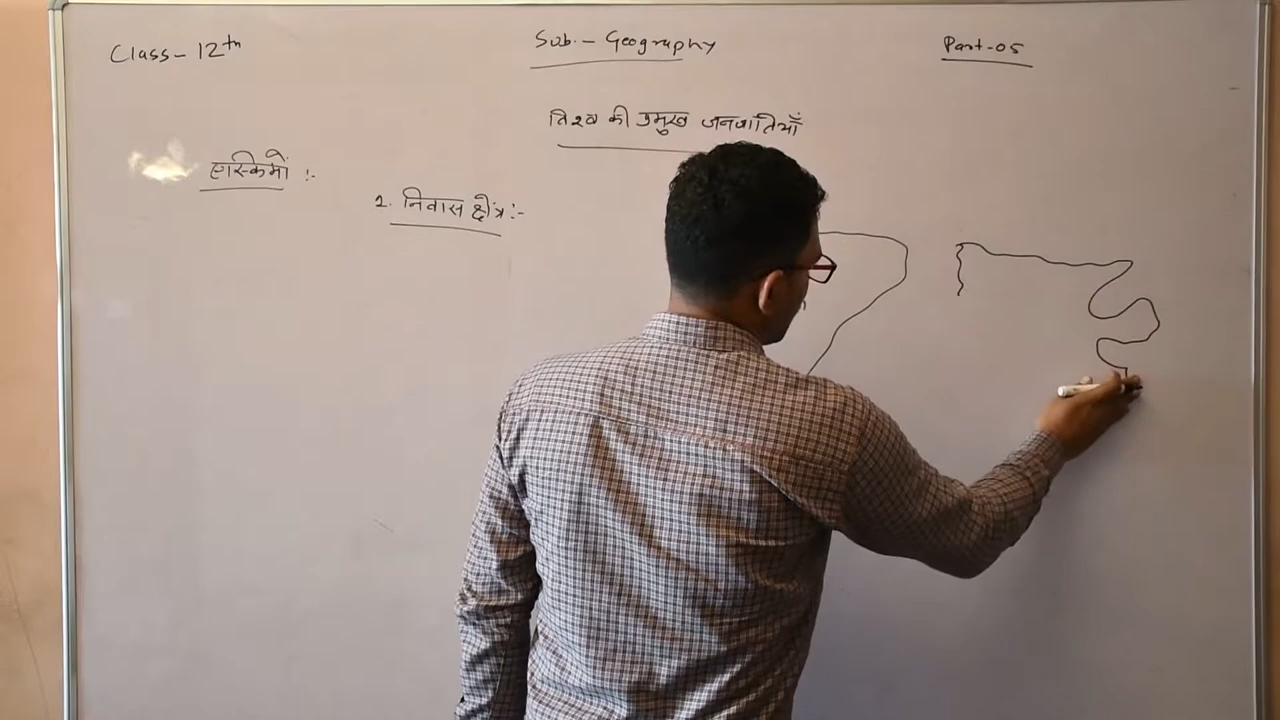 Class- 12th
Sub. - Geography
Part-05
विश्व की प्रमुख जनजातियाँ
एस्किमों :-
1. निवास क्षेत्र :-